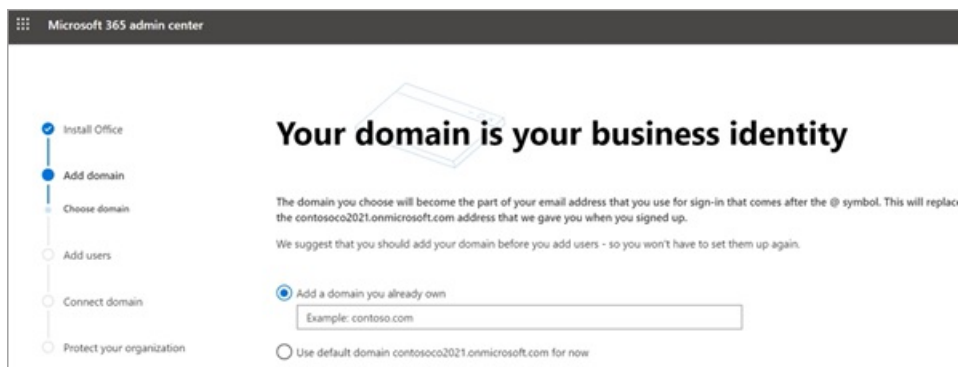 Microsoft 365 admin center
Install Office
Add domain
Choose domain
Add users
Connect domain
Protect your organization
Your domain is your business identity
The domain you choose will become the part of your email address that you use for sign-in that comes after the @ symbol. This will replace
the contosoco2021.onmicrosoft.com address that we gave you when you signed up.
We suggest that you should add your domain before you add users - so you won't have to set them up again.
Add a domain you already own
Example: contoso.com
Use default domain contosoco2021.onmicrosoft.com for now